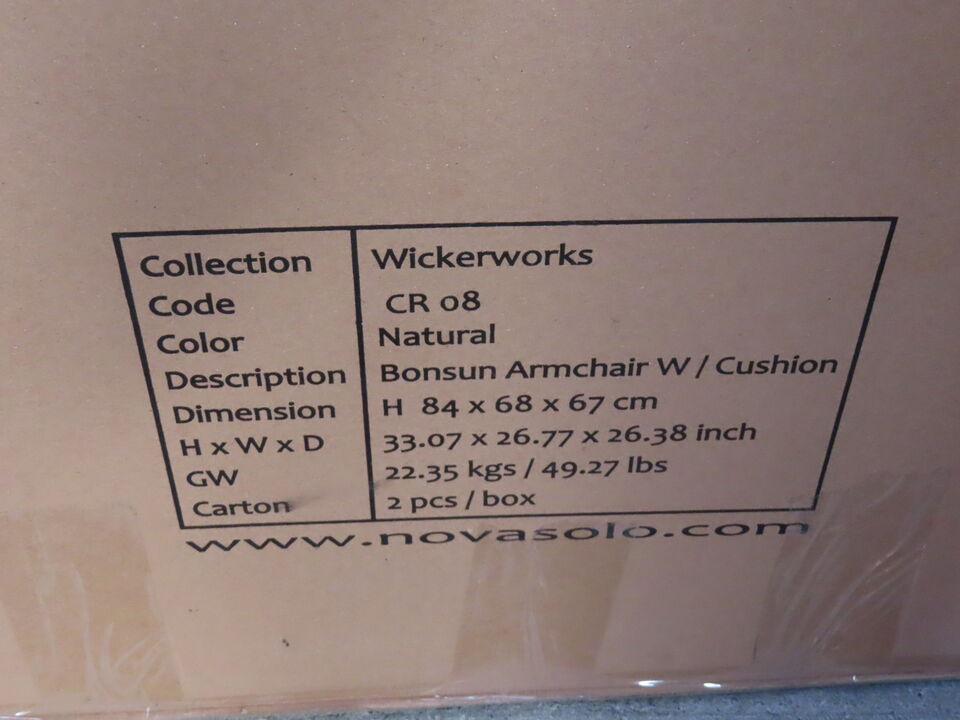 Collection Wickerworks
Code CR 08
Color Natural
Description Bonsun Armchair W / Cushion
Dimension H 84 x 68 x 67 cm
H x W x D 33.07 x 26.77 x 26.38 inch
GW 22.35 kgs / 49.27 lbs
Carton 2 pcs / box
www.novasolo.com